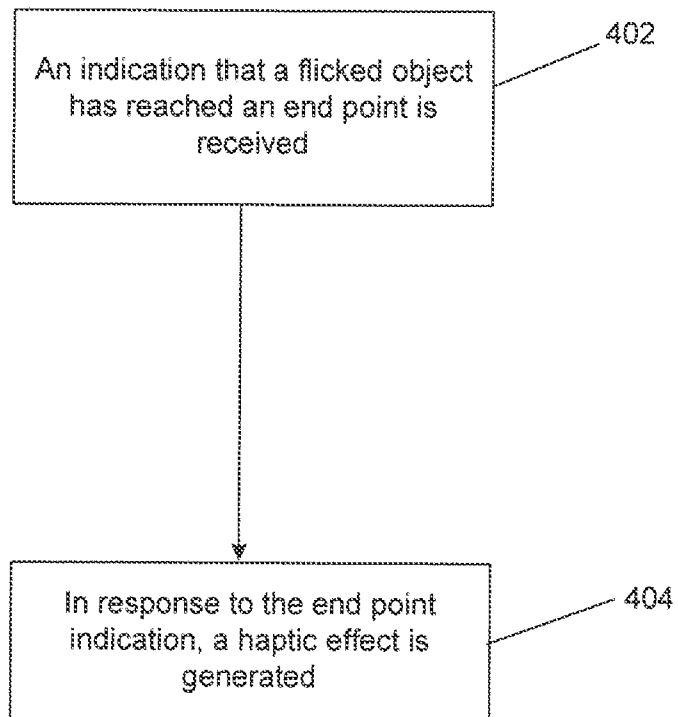 402
An indication that a flicked object
has reached an end point is
received
404
In response to the end point
indication, a haptic effect is
generated